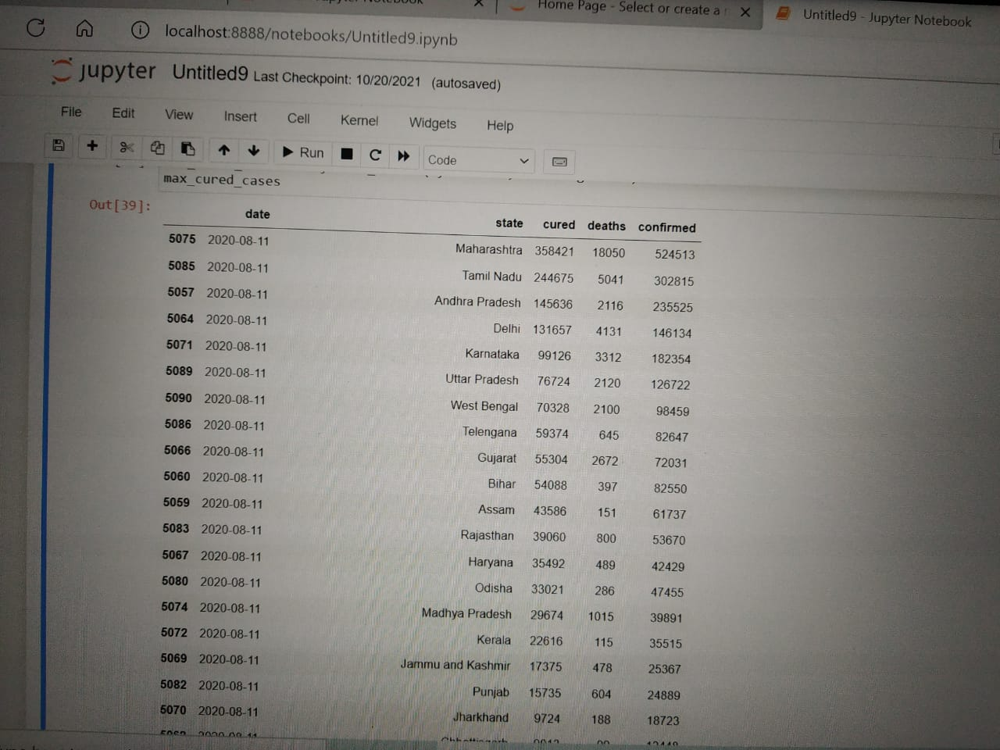 Home Page - Select or create a
Untitled9 - Jupyter Notebook
localhost:8888/notebooks/Untitled9.ipynb
jupyter Untitled9 Last Checkpoint: 10/20/2021 (autosaved)
File Edit View Insert Cell Kernel Widgets Help
Run Code
max_cured_cases
Out[39]:
date state cured deaths confirmed
5075 2020-08-11 Maharashtra 358421 18050 524513
5085 2020-08-11 Tamil Nadu 244675 5041 302815
5057 2020-08-11 Andhra Pradesh 145636 2116 235525
5064 2020-08-11 Delhi 131657 4131 146134
5071 2020-08-11 Karnataka 99126 3312 182354
5089 2020-08-11 Uttar Pradesh 76724 2120 126722
5090 2020-08-11 West Bengal 70328 2100 98459
5086 2020-08-11 Telengana 59374 645 82647
5066 2020-08-11 Gujarat 55304 2672 72031
5060 2020-08-11 Bihar 54088 397 82550
5059 2020-08-11 Assam 43586 151 61737
5083 2020-08-11 Rajasthan 39060 800 53670
5067 2020-08-11 Haryana 35492 489 42429
5080 2020-08-11 Odisha 33021 286 47455
5074 2020-08-11 Madhya Pradesh 29674 1015 39891
5072 2020-08-11 Kerala 22616 115 35515
5069 2020-08-11 Jammu and Kashmir 17375 478 25367
5082 2020-08-11 Punjab 15735 604 24889
5070 2020-08-11 Jharkhand 9724 188 18723